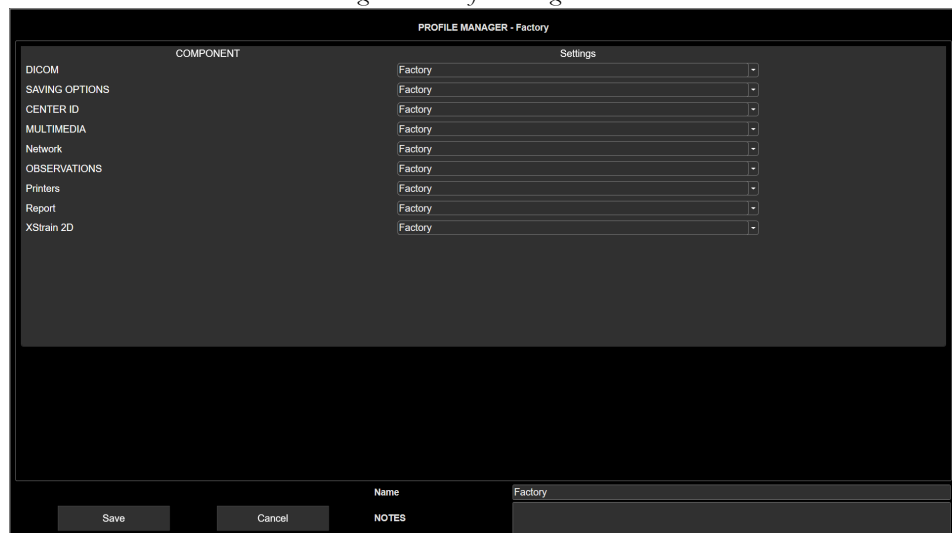 PROFILE MANAGER - Factory
COMPONENT Settings
DICOM Factory
SAVING OPTIONS Factory
CENTER ID Factory
MULTIMEDIA Factory
Network Factory
OBSERVATIONS Factory
Printers Factory
Report Factory
XStrain 2D Factory
Name Factory
Save Cancel NOTES